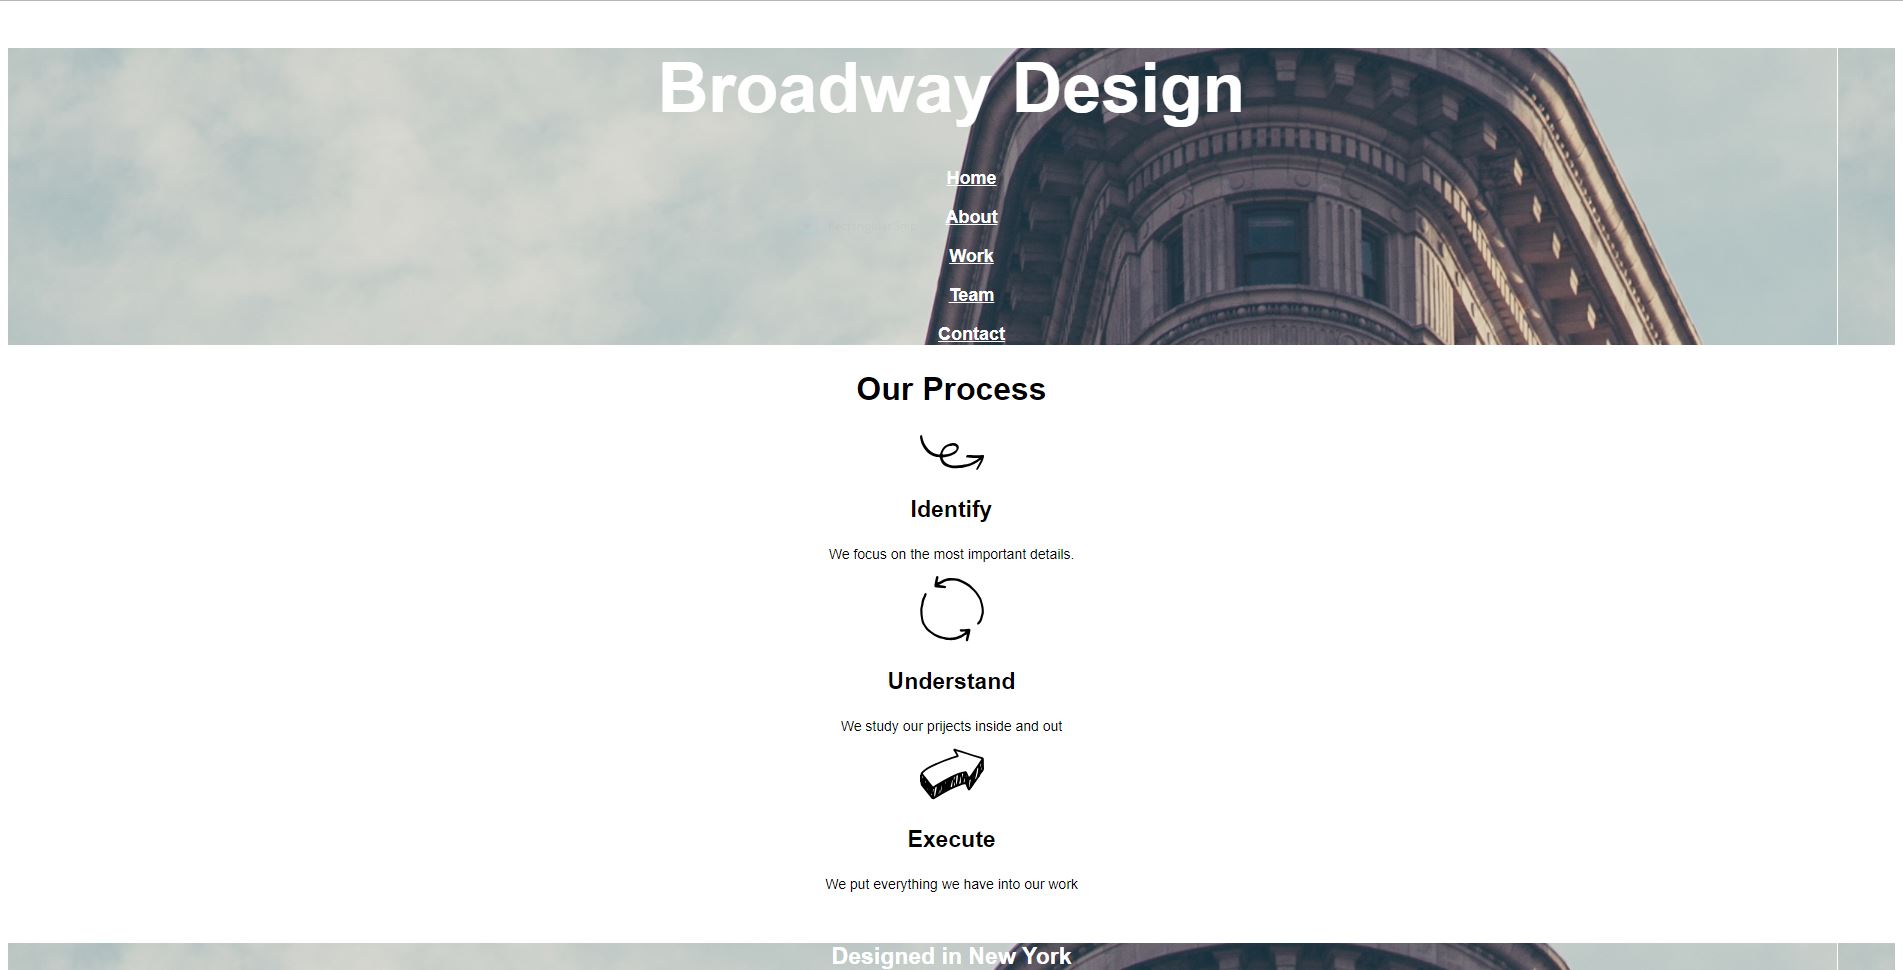 Broadway Design
Home
About
Work
Team
Contact
Our Process
Identify
We focus on the most important details.
Understand
We study our prijects inside and out
Execute
We put everything we have into our work
Designed in New York